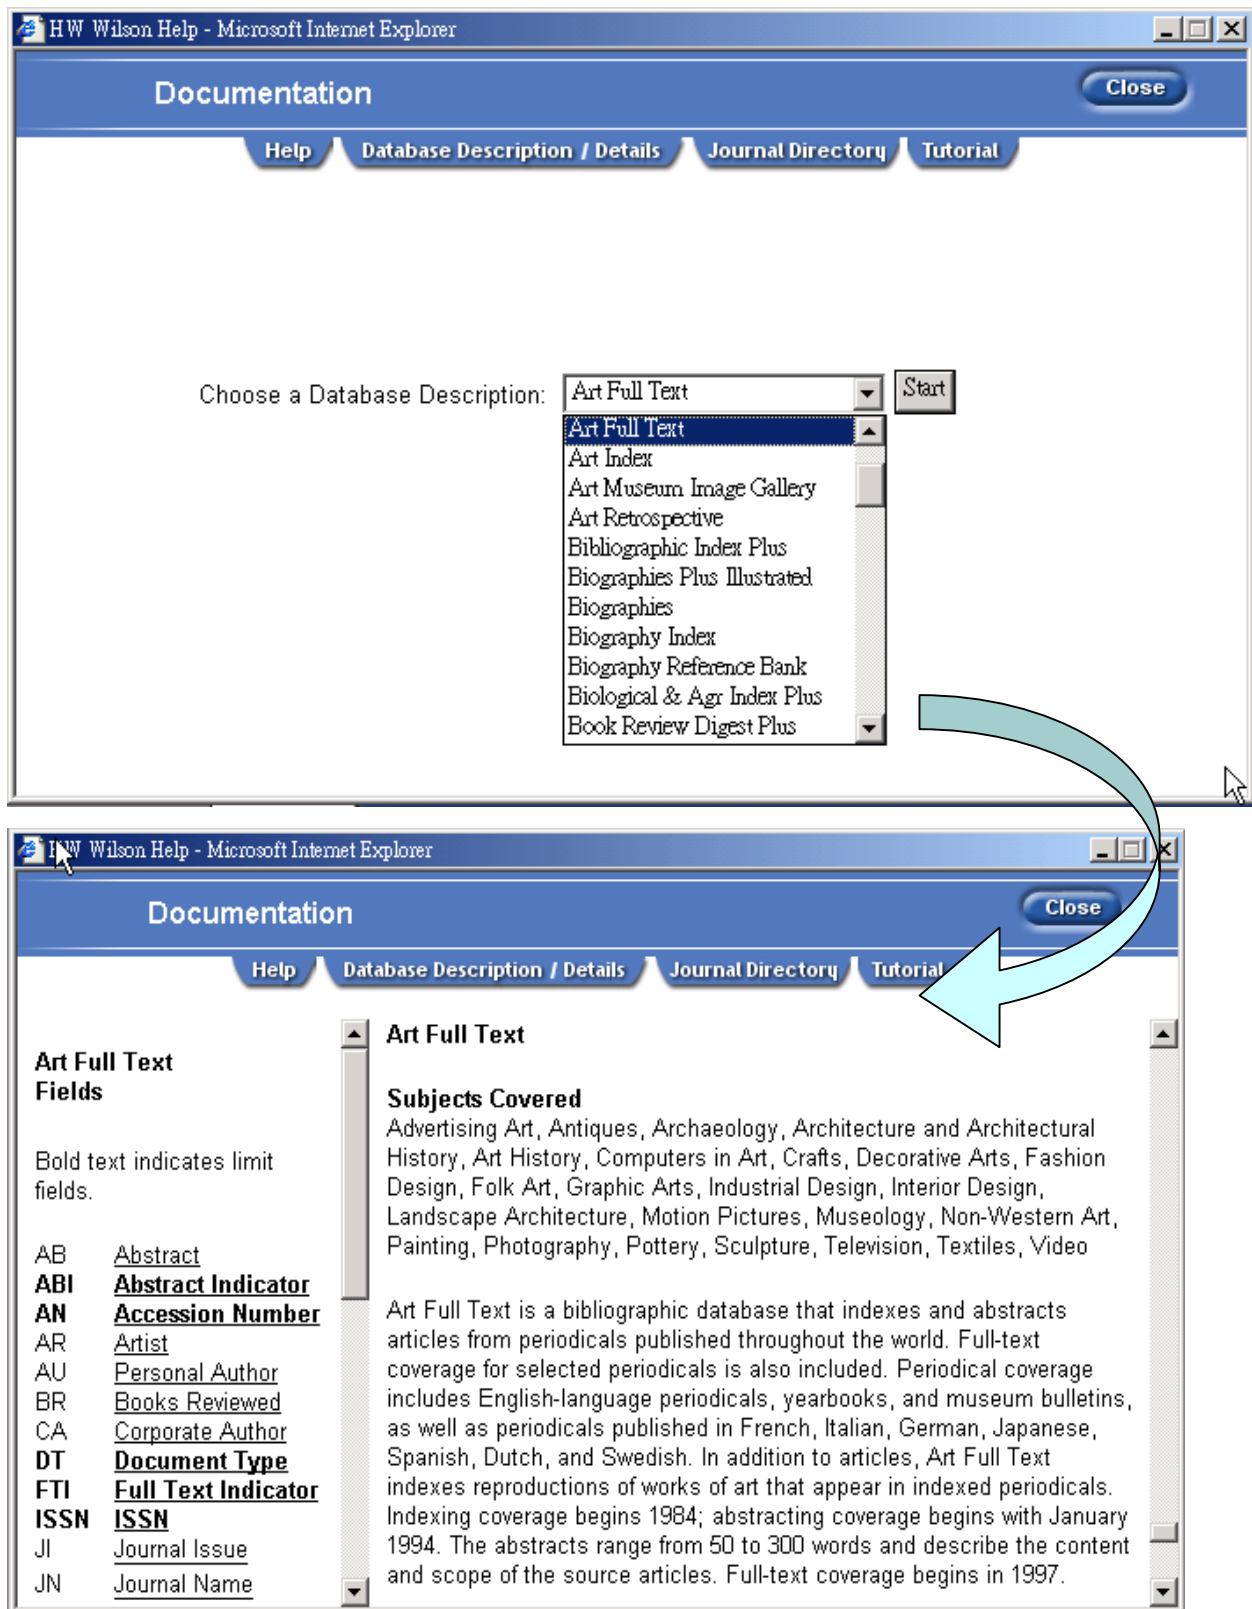 HW Wilson Help - Microsoft Internet Explorer
Documentation
Close
Help
Database Description / Details
Journal Directory
Tutorial
Choose a Database Description:
Art Full Text
Start
Art Full Text
Art Index
Art Museum Image Gallery
Art Retrospective
Bibliographic Index Plus
Biographies Plus Illustrated
Biographies
Biography Index
Biography Reference Bank
Biological & Agr Index Plus
Book Review Digest Plus
HW Wilson Help - Microsoft Internet Explorer
Documentation
Close
Help
Database Description / Details
Journal Directory
Tutorial
Art Full Text
Fields
Bold text indicates limit
fields.
AB Abstract
ABI Abstract Indicator
AN Accession Number
AR Artist
AU Personal Author
BR Books Reviewed
CA Corporate Author
DT Document Type
FTI Full Text Indicator
ISSN ISSN
JI Journal Issue
JN Journal Name
Art Full Text
Subjects Covered
Advertising Art, Antiques, Archaeology, Architecture and Architectural
History, Art History, Computers in Art, Crafts, Decorative Arts, Fashion
Design, Folk Art, Graphic Arts, Industrial Design, Interior Design,
Landscape Architecture, Motion Pictures, Museology, Non-Western Art,
Painting, Photography, Pottery, Sculpture, Television, Textiles, Video
Art Full Text is a bibliographic database that indexes and abstracts
articles from periodicals published throughout the world. Full-text
coverage for selected periodicals is also included. Periodical coverage
includes English-language periodicals, yearbooks, and museum bulletins,
as well as periodicals published in French, Italian, German, Japanese,
Spanish, Dutch, and Swedish. In addition to articles, Art Full Text
indexes reproductions of works of art that appear in indexed periodicals.
Indexing coverage begins 1984; abstracting coverage begins with January
1994. The abstracts range from 50 to 300 words and describe the content
and scope of the source articles. Full-text coverage begins in 1997.